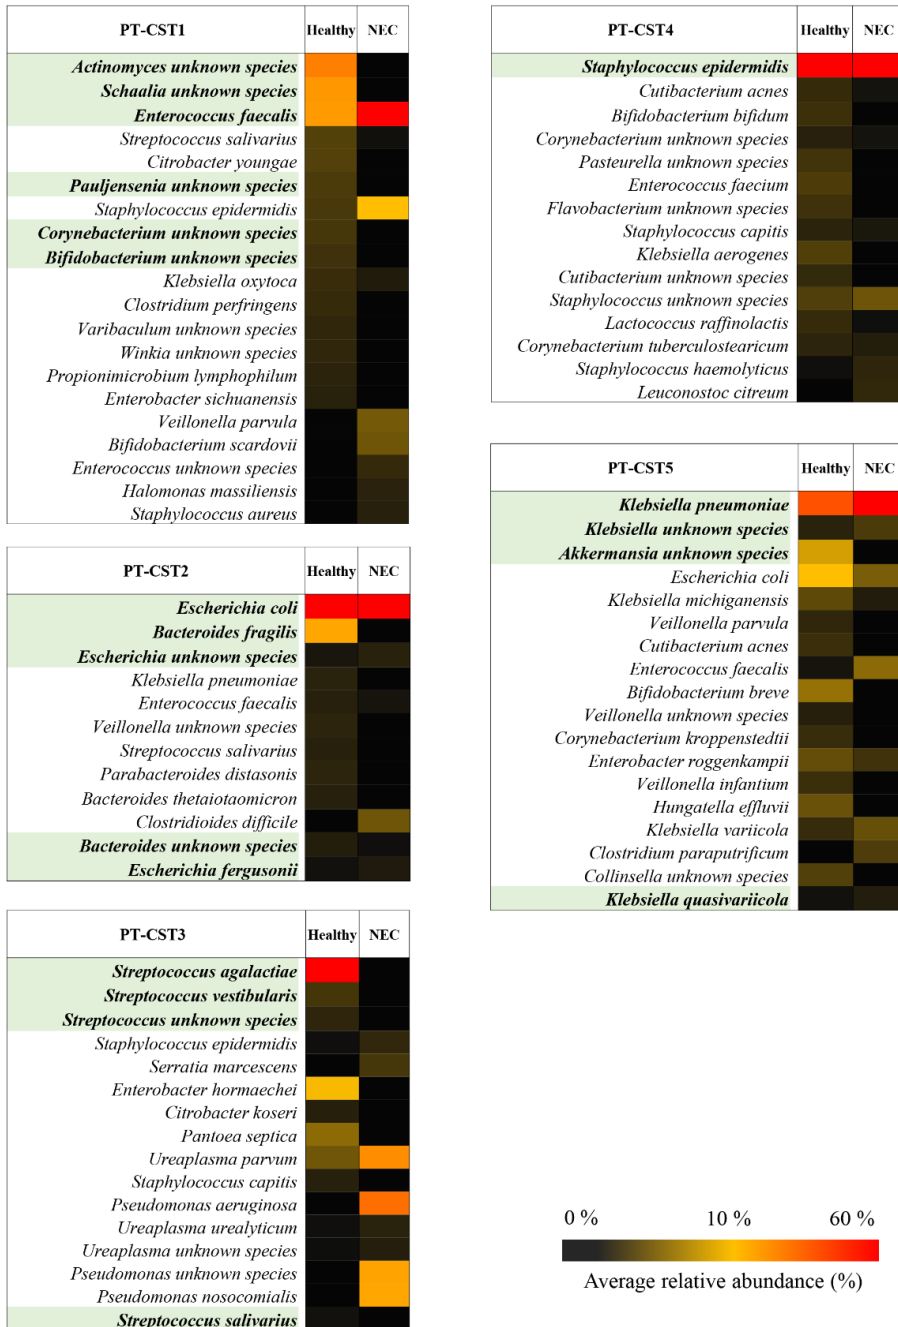 PT-CST1 Healthy NEC
Actinomyces unknown species
Schaalia unknown species
Enterococcus faecalis
Streptococcus salivarius
Citrobacter youngae
Pauljensenia unknown species
Staphylococcus epidermidis
Corynebacterium unknown species
Bifidobacterium unknown species
Klebsiella oxytoca
Clostridium perfringens
Varibaculum unknown species
Winkia unknown species
Propionimicrobium lymphophilum
Enterobacter sichuanensis
Veillonella parvula
Bifidobacterium scardovii
Enterococcus unknown species
Halomonas massiliensis
Staphylococcus aureus
PT-CST2 Healthy NEC
Escherichia coli
Bacteroides fragilis
Escherichia unknown species
Klebsiella pneumoniae
Enterococcus faecalis
Veillonella unknown species
Streptococcus salivarius
Parabacteroides distasonis
Bacteroides thetaiotaomicron
Clostridioides difficile
Bacteroides unknown species
Escherichia fergusonii
PT-CST3 Healthy NEC
Streptococcus agalactiae
Streptococcus vestibularis
Streptococcus unknown species
Staphylococcus epidermidis
Serratia marcescens
Enterobacter hormaechei
Citrobacter koseri
Pantoea septica
Ureaplasma parvum
Staphylococcus capitis
Pseudomonas aeruginosa
Ureaplasma urealyticum
Ureaplasma unknown species
Pseudomonas unknown species
Pseudomonas nosocomialis
Streptococcus salivarius
PT-CST4 Healthy NEC
Staphylococcus epidermidis
Cutibacterium acnes
Bifidobacterium bifidum
Corynebacterium unknown species
Pasteurella unknown species
Enterococcus faecium
Flavobacterium unknown species
Staphylococcus capitis
Klebsiella aerogenes
Cutibacterium unknown species
Staphylococcus unknown species
Lactococcus raffinolactis
Corynebacterium tuberculostearicum
Staphylococcus haemolyticus
Leuconostoc citreum
PT-CST5 Healthy NEC
Klebsiella pneumoniae
Klebsiella unknown species
Akkermansia unknown species
Escherichia coli
Klebsiella michiganensis
Veillonella parvula
Cutibacterium acnes
Enterococcus faecalis
Bifidobacterium breve
Veillonella unknown species
Corynebacterium kroppenstedtii
Enterobacter roggenkampii
Veillonella infantium
Hungatella effluvii
Klebsiella variicola
Clostridium paraputrificum
Collinsella unknown species
Klebsiella quasivariicola
0 % 10 % 60 %
Average relative abundance (%)